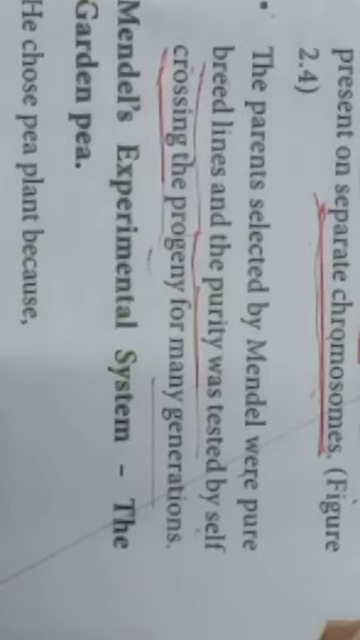 present on separate chromosomes. (Figure
2.4)
• The parents selected by Mendel were pure
breed lines and the purity was tested by self
crossing the progeny for many generations.
Mendel's Experimental System – The
Garden pea.
He chose pea plant because,